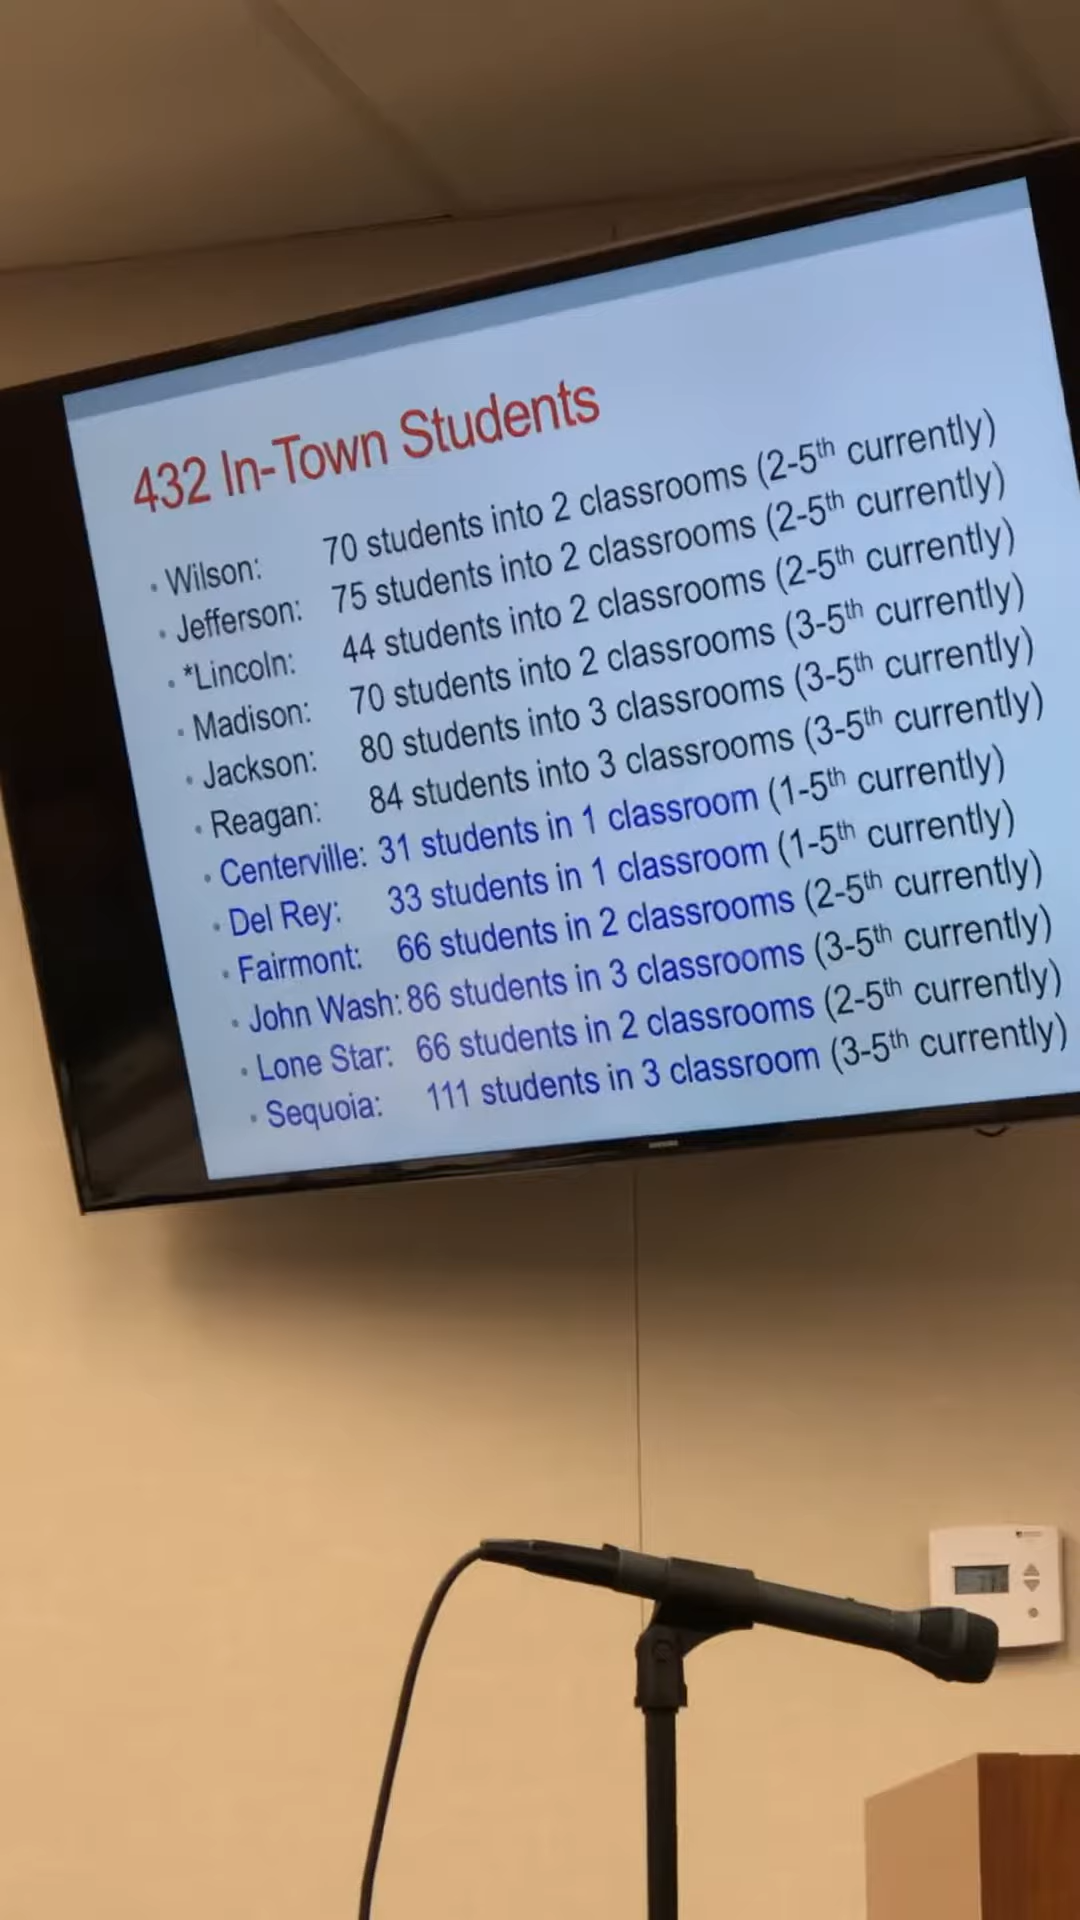 432 In-Town Students
• Wilson: 70 students into 2 classrooms (2-5th currently)
• Jefferson: 75 students into 2 classrooms (2-5th currently)
• *Lincoln: 44 students into 2 classrooms (2-5th currently)
• Madison: 70 students into 2 classrooms (3-5th currently)
• Jackson: 80 students into 3 classrooms (3-5th currently)
• Reagan: 84 students into 3 classrooms (3-5th currently)
• Centerville: 31 students in 1 classroom (1-5th currently)
• Del Rey: 33 students in 1 classroom (1-5th currently)
• Fairmont: 66 students in 2 classrooms (2-5th currently)
• John Wash: 86 students in 3 classrooms (3-5th currently)
• Lone Star: 66 students in 2 classrooms (2-5th currently)
• Sequoia: 111 students in 3 classroom (3-5th currently)